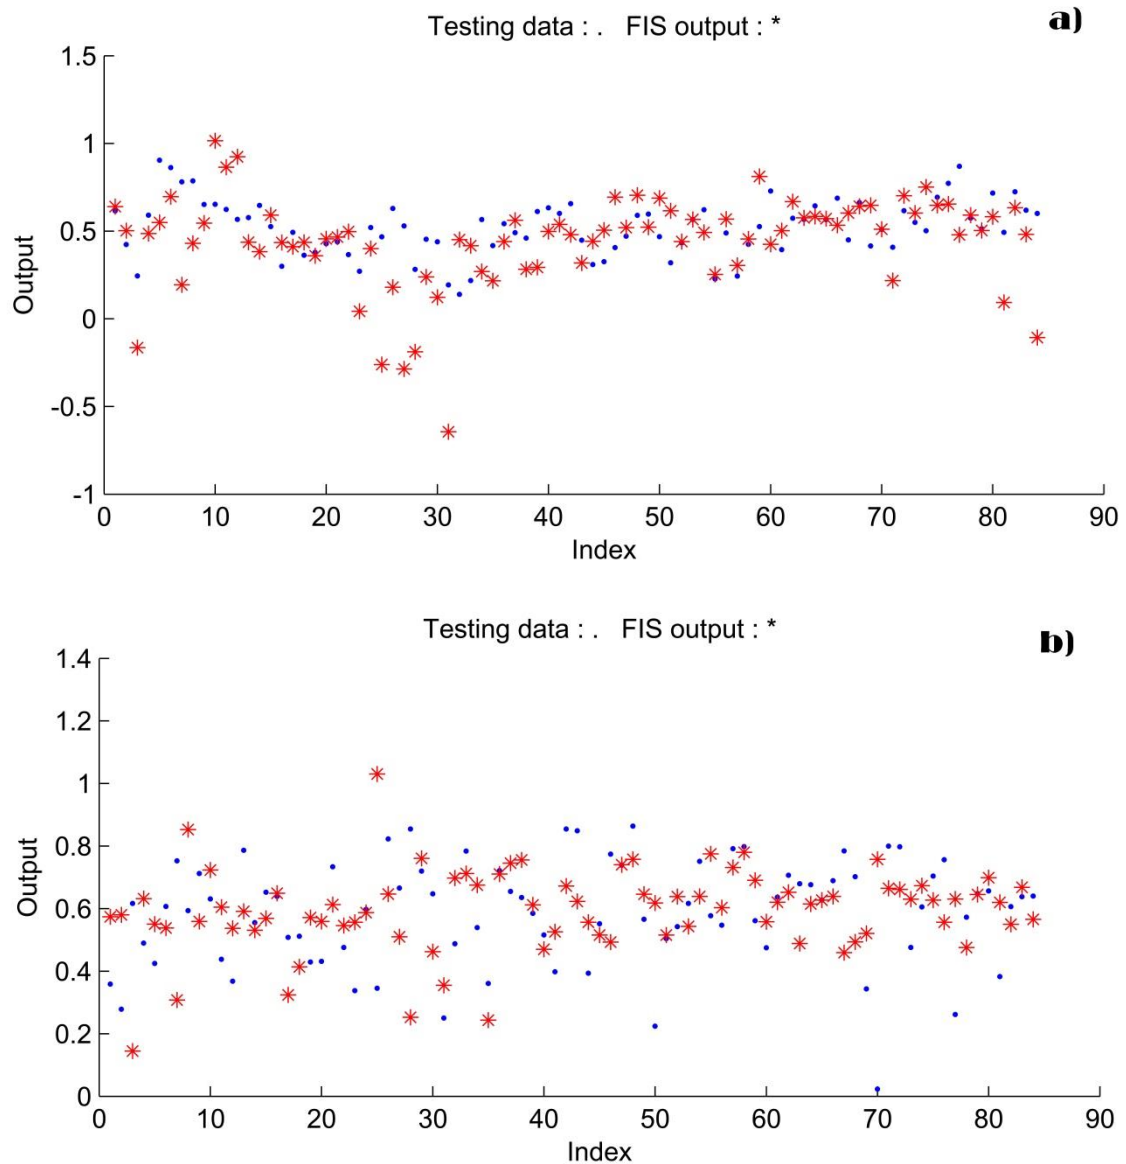 Testing data : .   FIS output : *
a)
1.5
1
0.5
0
-0.5
-1
Output
0 10 20 30 40 50 60 70 80 90
Index
Testing data : .   FIS output : *
b)
1.4
1.2
1
0.8
0.6
0.4
0.2
0
Output
0 10 20 30 40 50 60 70 80 90
Index